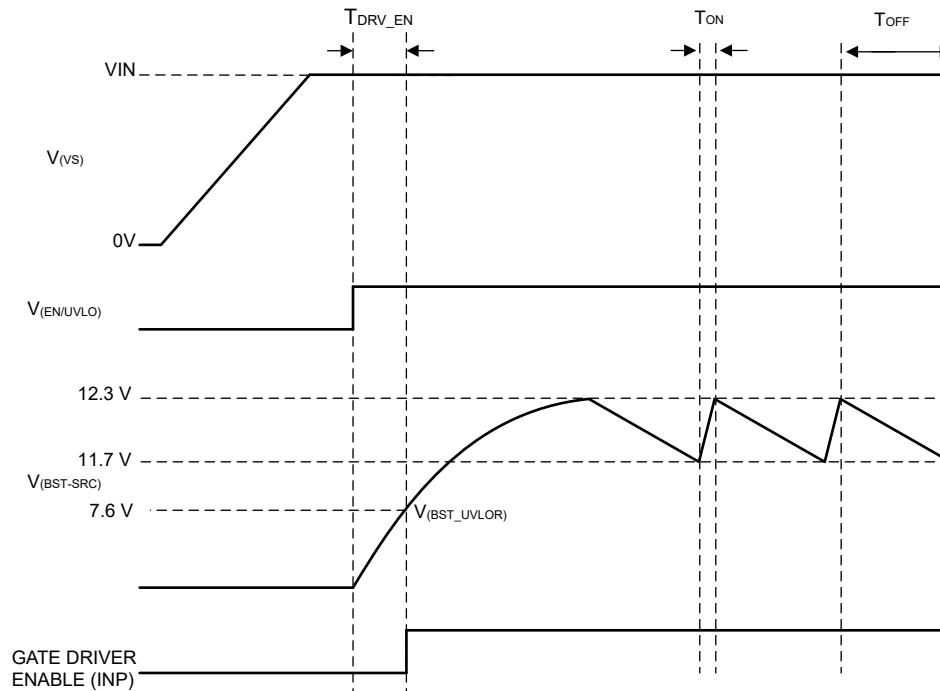 TDRV_EN
TON
TOFF
VIN
V(VS)
0V
V(EN/UVLO)
12.3 V
11.7 V
V(BST-SRC)
7.6 V
V(BST_UVLOR)
GATE DRIVER
ENABLE (INP)